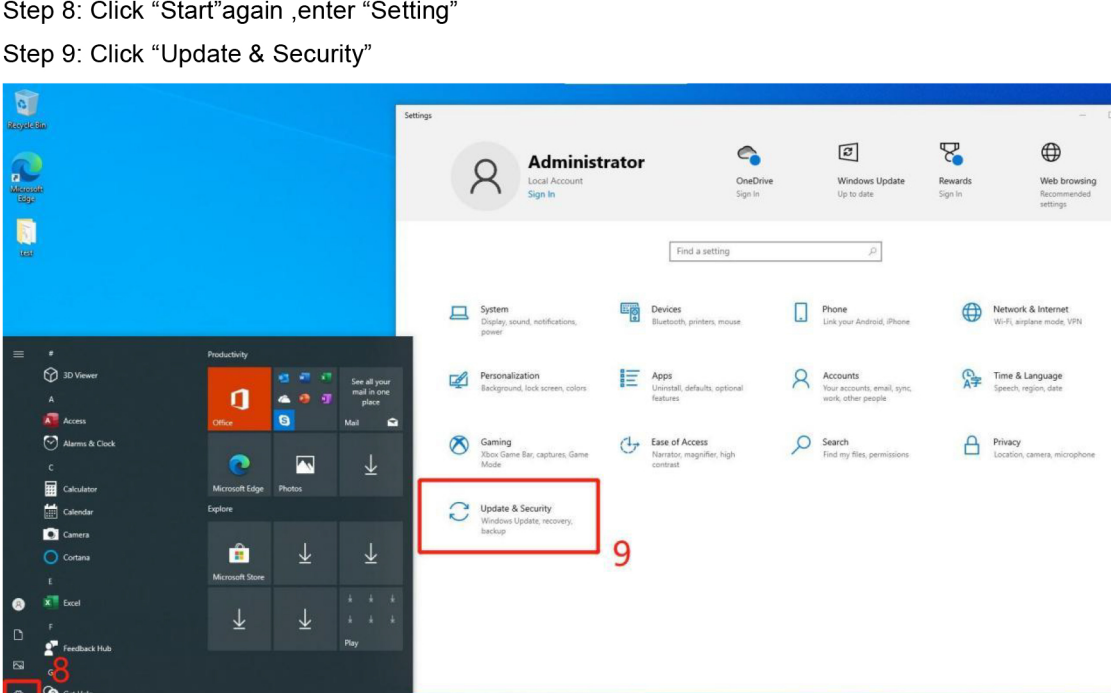 Step 8: Click “Start”again ,enter “Setting”
Step 9: Click “Update & Security”
Recycle Bin
Microsoft
Edge
test
Settings
Administrator
Local Account
Sign In
OneDrive
Sign in
Windows Update
Up to date
Rewards
Sign in
Web browsing
Recommended
settings
Find a setting
System
Display, sound, notifications,
power
Devices
Bluetooth, printers, mouse
Phone
Link your Android, iPhone
Network & Internet
Wi-Fi, airplane mode, VPN
Personalization
Background, lock screen, colors
Apps
Uninstall, defaults, optional
features
Accounts
Your accounts, email, sync,
work, other people
Time & Language
Speech, region, date
Gaming
Xbox Game Bar, captures, Game
Mode
Ease of Access
Narrator, magnifier, high
contrast
Search
Find my files, permissions
Privacy
Location, camera, microphone
Update & Security
Windows Update, recovery,
backup
9
#
3D Viewer
A
Access
Alarms & Clock
C
Calculator
Calendar
Camera
Cortana
E
Excel
F
Feedback Hub
G
8
Productivity
Office
See all your
mail in one
place
Mail
Microsoft Edge
Photos
Explore
Microsoft Store
Play